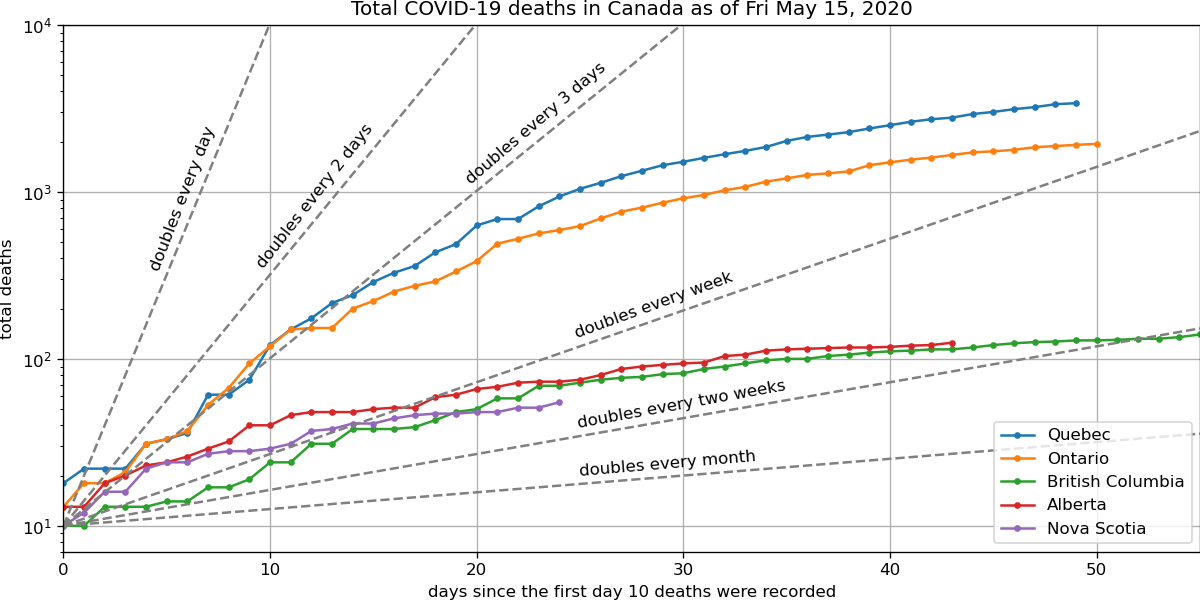 Total COVID-19 deaths in Canada as of Fri May 15, 2020
10⁴
10³
10²
10¹
total deaths
doubles every day
doubles every 2 days
doubles every 3 days
doubles every week
doubles every two weeks
doubles every month
Quebec
Ontario
British Columbia
Alberta
Nova Scotia
0 10 20 30 40 50
days since the first day 10 deaths were recorded